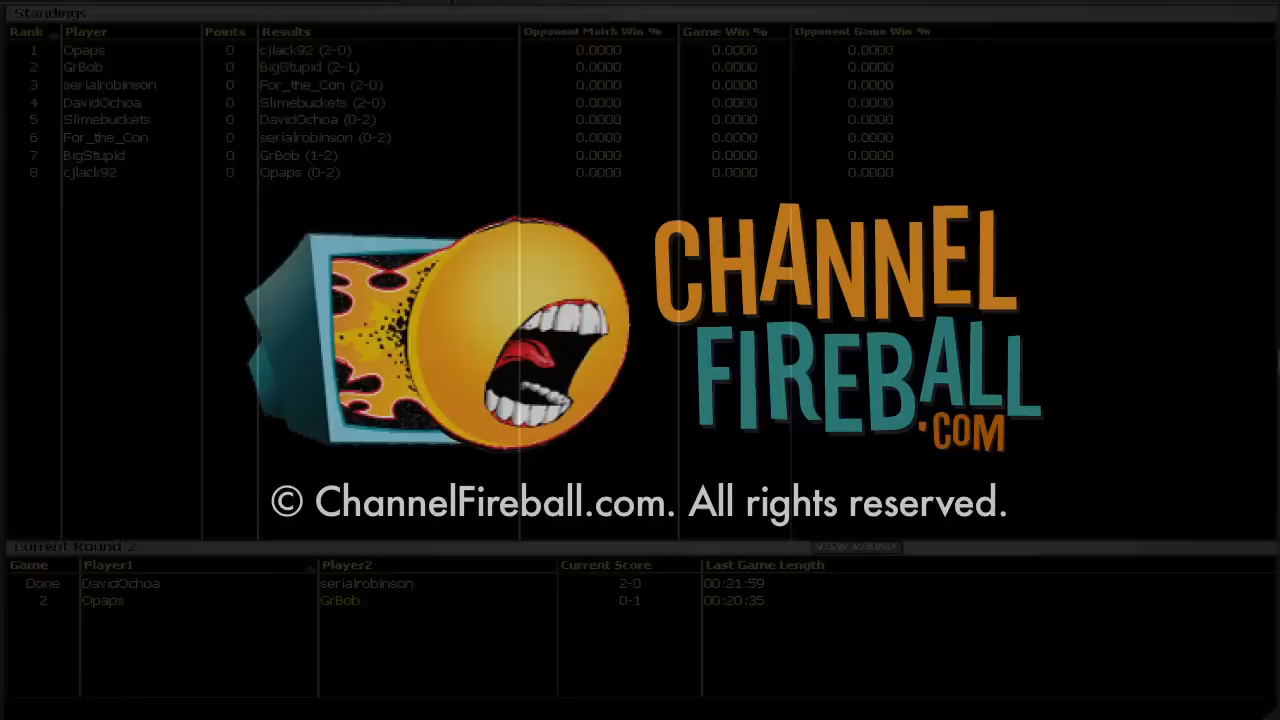 Standings
Rank Player Points Results Opponent Match Win % Game Win % Opponent Game Win %
1 Opaps 0 cjlack92 (2-0) 0.0000 0.0000 0.0000
2 GrBob 0 BigStupid (2-1) 0.0000 0.0000 0.0000
3 serialrobinson 0 For_the_Con (2-0) 0.0000 0.0000 0.0000
4 DavidOchoa 0 Slimebuckets (2-0) 0.0000 0.0000 0.0000
5 Slimebuckets 0 DavidOchoa (0-2) 0.0000 0.0000 0.0000
6 For_the_Con 0 serialrobinson (0-2) 0.0000 0.0000 0.0000
7 BigStupid 0 GrBob (1-2) 0.0000 0.0000 0.0000
8 cjlack92 0 Opaps (0-2) 0.0000 0.0000 0.0000
CHANNEL
FIREBALL
.COM
© ChannelFireball.com. All rights reserved.
Current Round 2 VIEW ROUND
Game Player1 Player2 Current Score Last Game Length
Done DavidOchoa serialrobinson 2-0 00:21:59
2 Opaps GrBob 0-1 00:20:35